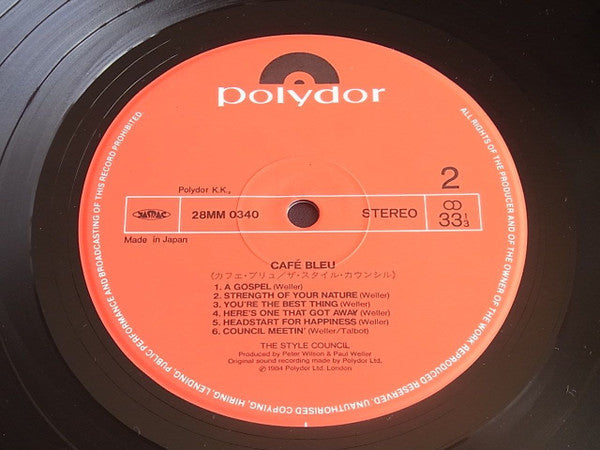 polydor
2
Polydor K.K.,
JASRAC
28MM 0340
STEREO
33 1/3
Made in Japan
CAFÉ BLEU
《カフェ・ブリュ/ザ・スタイル・カウンシル》
1. A GOSPEL (Weller)
2. STRENGTH OF YOUR NATURE (Weller)
3. YOU'RE THE BEST THING (Weller)
4. HERE'S ONE THAT GOT AWAY (Weller)
5. HEADSTART FOR HAPPINESS (Weller)
6. COUNCIL MEETIN' (Weller/Talbot)
THE STYLE COUNCIL
Produced by Peter Wilson & Paul Weller
Original sound recording made by Polydor Ltd.
℗ 1984 Polydor Ltd, London
ALL RIGHTS OF THE PRODUCER AND OF THE OWNER OF THE WORK REPRODUCED RESERVED. UNAUTHORISED COPYING, HIRING, LENDING, PUBLIC PERFORMANCE AND BROADCASTING OF THIS RECORD PROHIBITED.